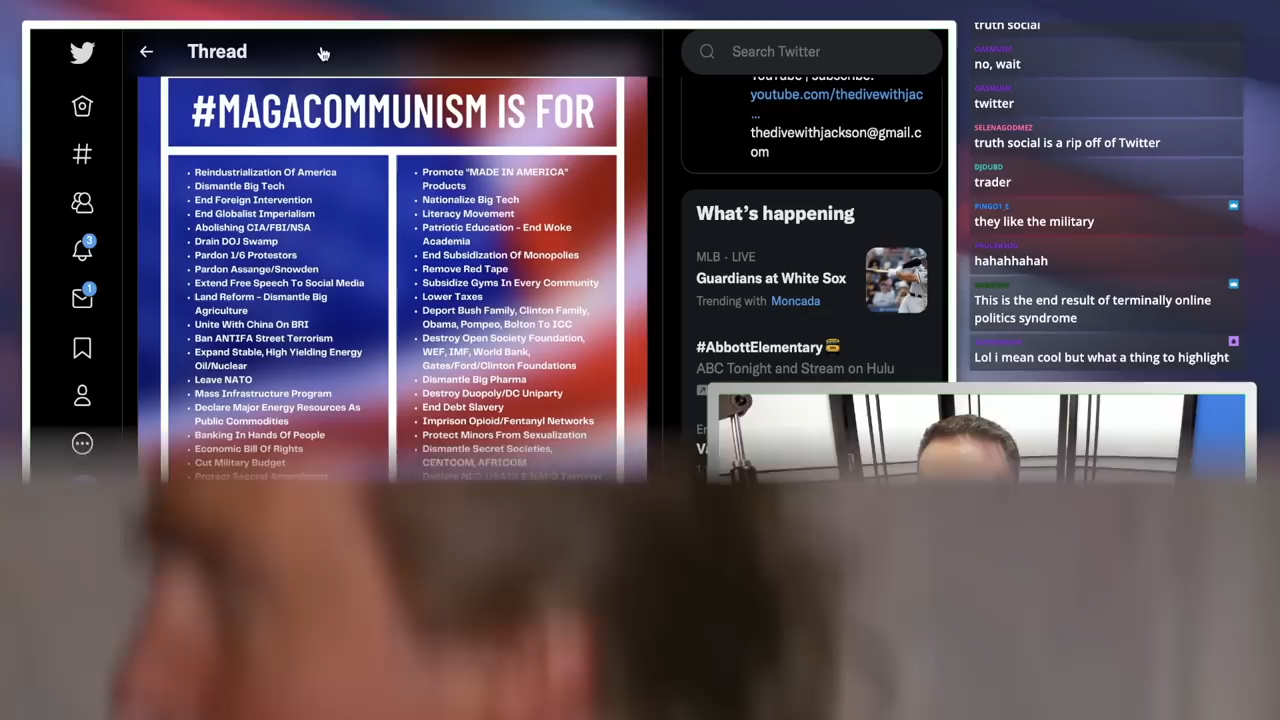 Thread
#MAGACOMMUNISM IS FOR
Reindustrialization Of America
Dismantle Big Tech
End Foreign Intervention
End Globalist Imperialism
Abolishing CIA/FBI/NSA
Drain DOJ Swamp
Pardon 1/6 Protestors
Pardon Assange/Snowden
Extend Free Speech To Social Media
Land Reform - Dismantle Big
Agriculture
Unite With China On BRI
Ban ANTIFA Street Terrorism
Expand Stable, High Yielding Energy
Oil/Nuclear
Leave NATO
Mass Infrastructure Program
Declare Major Energy Resources As
Public Commodities
Banking In Hands Of People
Economic Bill Of Rights
Cut Military Budget
Promote "MADE IN AMERICA"
Products
Nationalize Big Tech
Literacy Movement
Patriotic Education - End Woke
Academia
End Subsidization Of Monopolies
Remove Red Tape
Subsidize Gyms In Every Community
Lower Taxes
Deport Bush Family, Clinton Family,
Obama, Pompeo, Bolton To ICC
Destroy Open Society Foundation,
WEF, IMF, World Bank,
Gates/Ford/Clinton Foundations
Dismantle Big Pharma
Destroy Duopoly/DC Uniparty
End Debt Slavery
Imprison Opioid/Fentanyl Networks
Protect Minors From Sexualization
Dismantle Secret Societies,
CENTCOM, AFRICOM
3
1
Search Twitter
YouTube | subscribe:
youtube.com/thedivewithjac
…
thedivewithjackson@gmail.c
om
What's happening
MLB · LIVE
Guardians at White Sox
Trending with Moncada
#AbbottElementary
ABC Tonight and Stream on Hulu
truth social
OASMUSIC
no, wait
OASMUSIC
twitter
SELENAGODMEZ
truth social is a rip off of Twitter
DJDUBD
trader
PINGO1_E
they like the military
hahahhahah
This is the end result of terminally online
politics syndrome
Lol i mean cool but what a thing to highlight